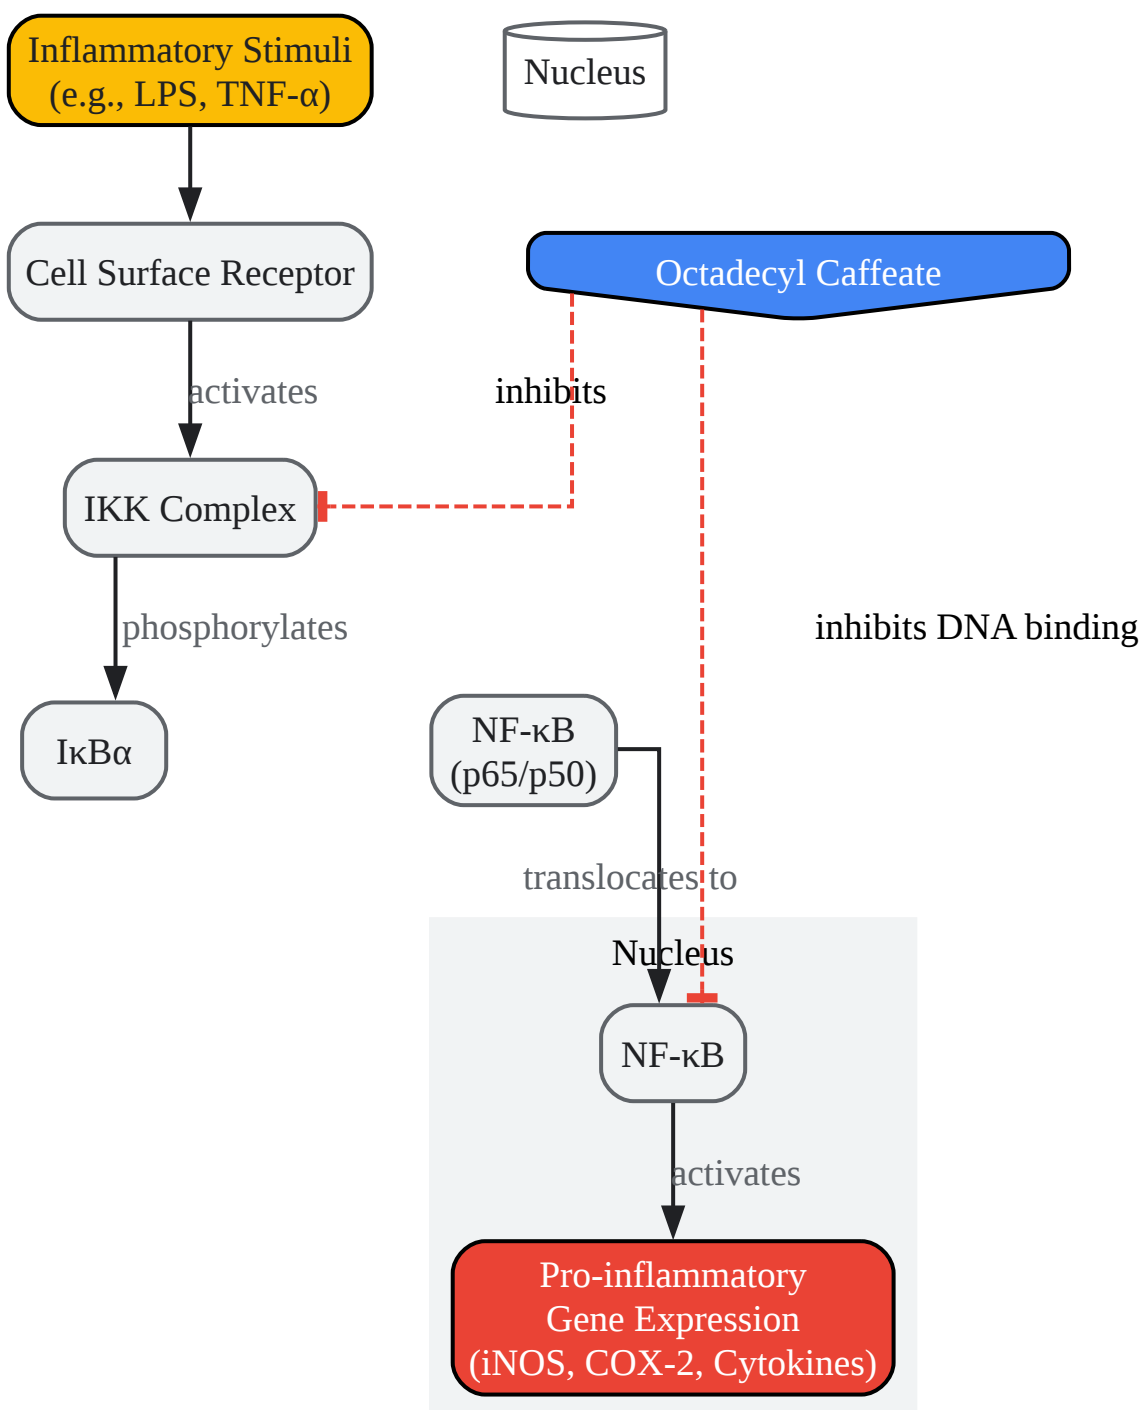 Inflammatory Stimuli
(e.g., LPS, TNF-α)
Nucleus
Cell Surface Receptor
Octadecyl Caffeate
activates
inhibits
IKK Complex
phosphorylates
inhibits DNA binding
IκBα
NF-κB
(p65/p50)
translocates to
Nucleus
NF-κB
activates
Pro-inflammatory
Gene Expression
(iNOS, COX-2, Cytokines)